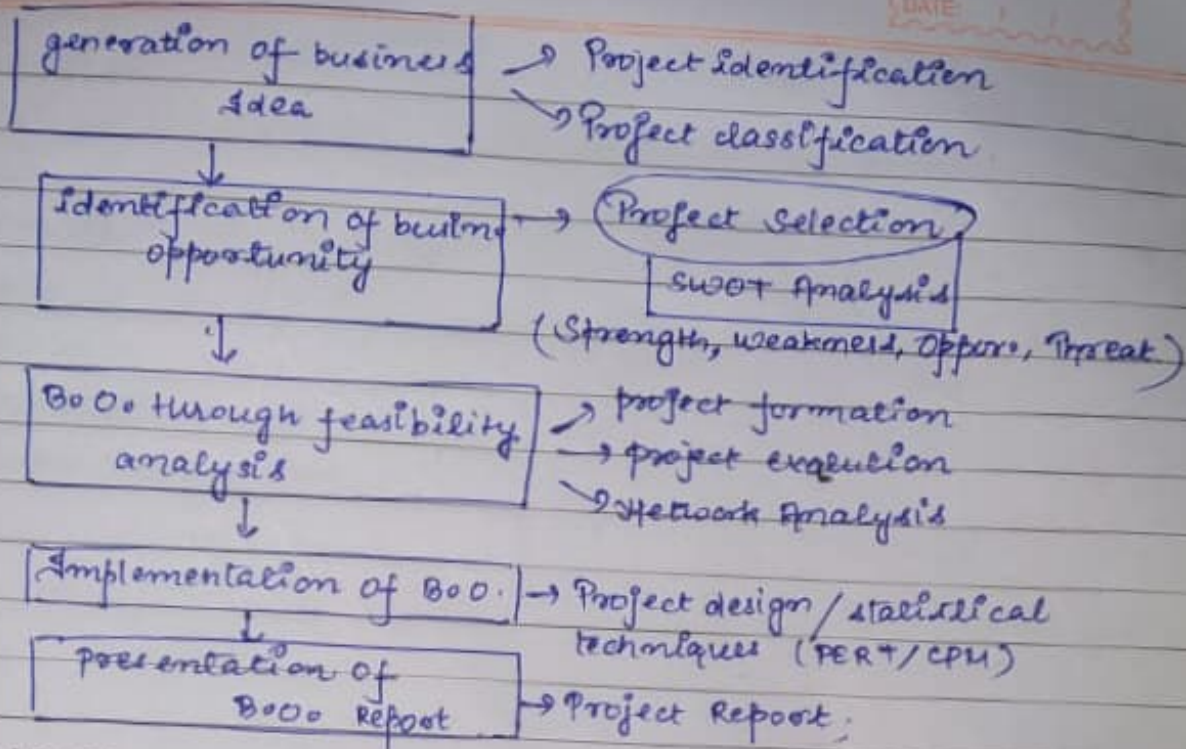 DATE
generation of business
Idea
→ Project identification
→ Project classification
↓
identification of busin.
opportunity
→ Project Selection
SWOT Analysis
(Strength, weakness, Oppor., Threat)
↓
B.O. through feasibility
analysis
→ project formation
→ project exqeution
→ Network Analysis
↓
Implementation of B.O.
→ Project design/statistical
techniques (PERT/CPM)
↓
presentation of
B.O. Report
→ Project Report.